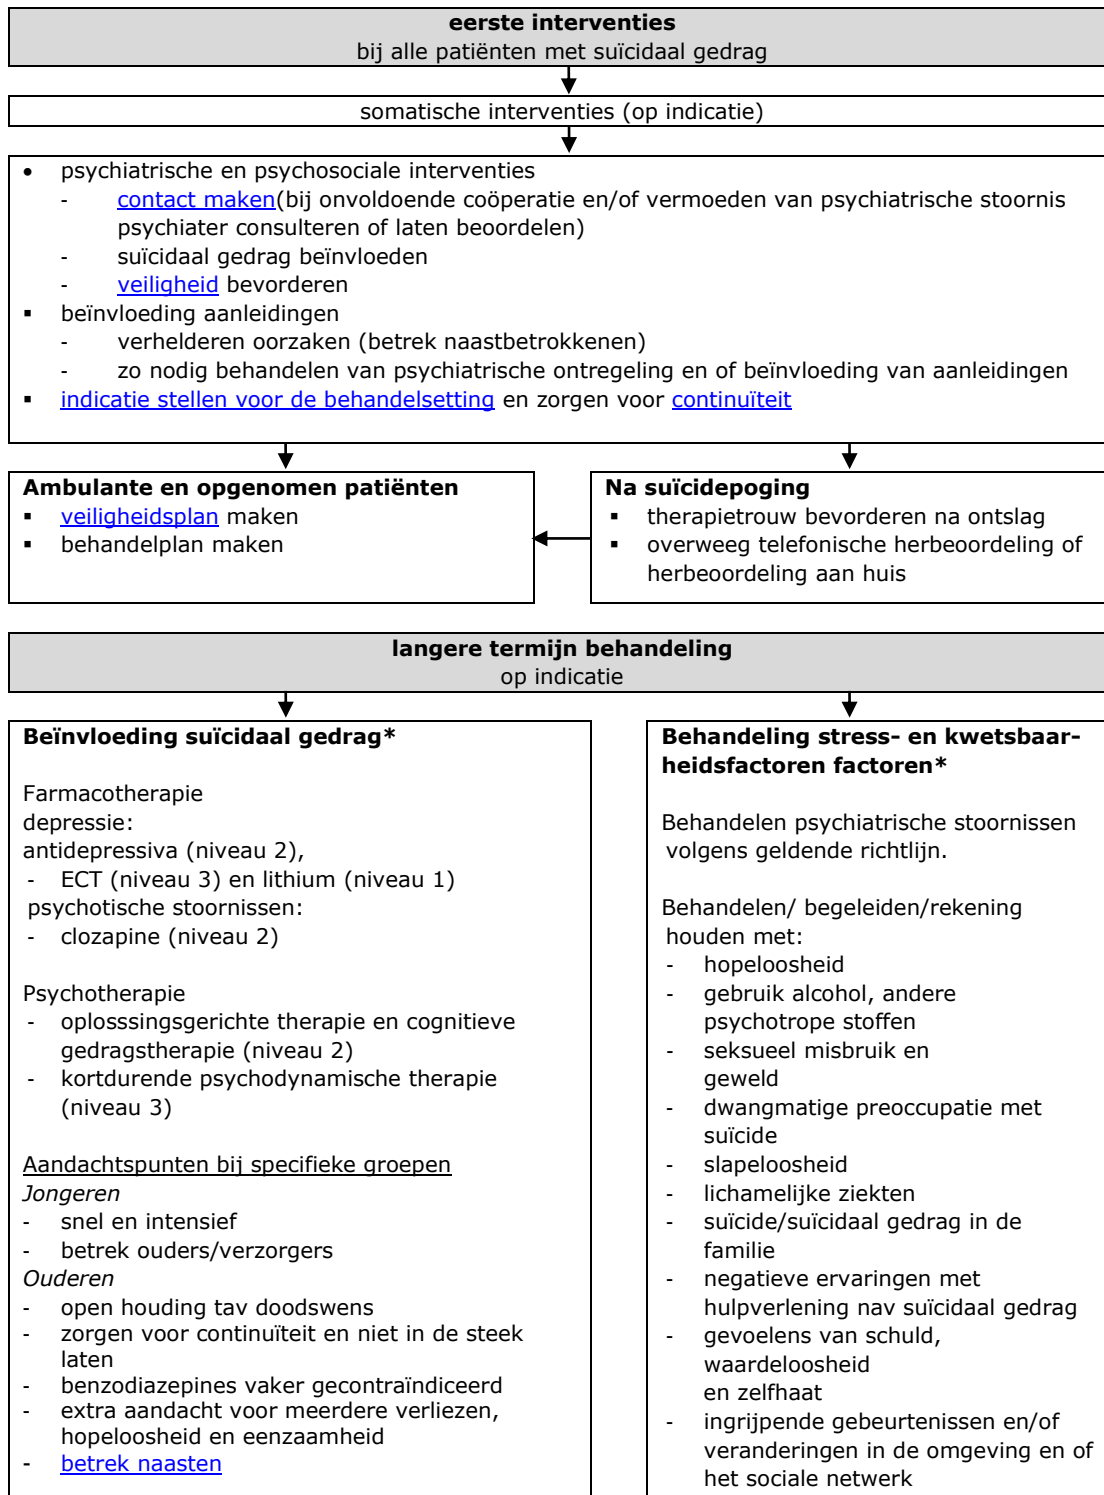 eerste interventies
bij alle patiënten met suïcidaal gedrag
somatische interventies (op indicatie)
• psychiatrische en psychosociale interventies
- contact maken(bij onvoldoende coöperatie en/of vermoeden van psychiatrische stoornis
psychiater consulteren of laten beoordelen)
- suïcidaal gedrag beïnvloeden
- veiligheid bevorderen
▪ beïnvloeding aanleidingen
- verhelderen oorzaken (betrek naastbetrokkenen)
- zo nodig behandelen van psychiatrische ontregeling en of beïnvloeding van aanleidingen
▪ indicatie stellen voor de behandelsetting en zorgen voor continuïteit
Ambulante en opgenomen patiënten
▪ veiligheidsplan maken
▪ behandelplan maken
Na suïcidepoging
▪ therapietrouw bevorderen na ontslag
▪ overweeg telefonische herbeoordeling of
herbeoordeling aan huis
langere termijn behandeling
op indicatie
Beïnvloeding suïcidaal gedrag*
Farmacotherapie
depressie:
antidepressiva (niveau 2),
- ECT (niveau 3) en lithium (niveau 1)
psychotische stoornissen:
- clozapine (niveau 2)
Psychotherapie
- oplosssingsgerichte therapie en cognitieve
gedragstherapie (niveau 2)
- kortdurende psychodynamische therapie
(niveau 3)
Aandachtspunten bij specifieke groepen
Jongeren
- snel en intensief
- betrek ouders/verzorgers
Ouderen
- open houding tav doodswens
- zorgen voor continuïteit en niet in de steek
laten
- benzodiazepines vaker gecontraïndiceerd
- extra aandacht voor meerdere verliezen,
hopeloosheid en eenzaamheid
- betrek naasten
Behandeling stress- en kwetsbaar-
heidsfactoren factoren*
Behandelen psychiatrische stoornissen
volgens geldende richtlijn.
Behandelen/ begeleiden/rekening
houden met:
- hopeloosheid
- gebruik alcohol, andere
psychotrope stoffen
- seksueel misbruik en
geweld
- dwangmatige preoccupatie met
suïcide
- slapeloosheid
- lichamelijke ziekten
- suïcide/suïcidaal gedrag in de
familie
- negatieve ervaringen met
hulpverlening nav suïcidaal gedrag
- gevoelens van schuld,
waardeloosheid
en zelfhaat
- ingrijpende gebeurtenissen en/of
veranderingen in de omgeving en of
het sociale netwerk